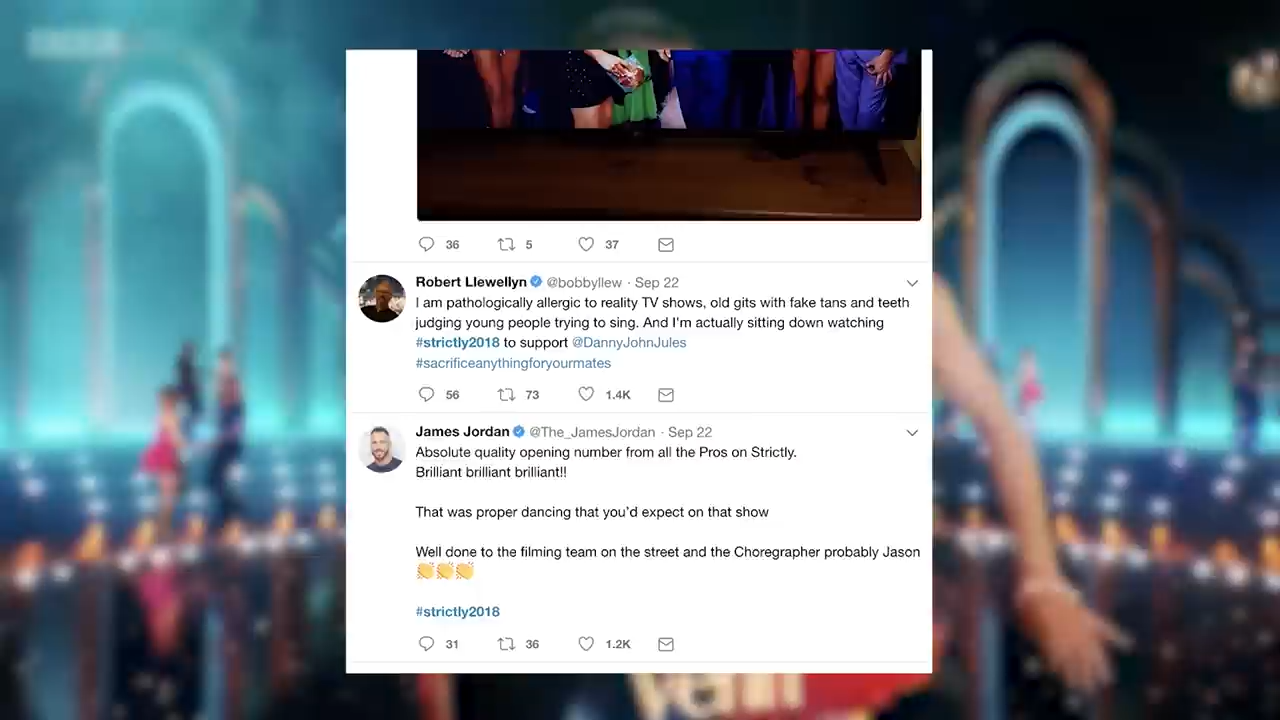 36 5 37
Robert Llewellyn @bobbyllew · Sep 22
I am pathologically allergic to reality TV shows, old gits with fake tans and teeth
judging young people trying to sing. And I'm actually sitting down watching
#strictly2018 to support @DannyJohnJules
#sacrificeanythingforyourmates
56 73 1.4K
James Jordan @The_JamesJordan · Sep 22
Absolute quality opening number from all the Pros on Strictly.
Brilliant brilliant brilliant!!
That was proper dancing that you'd expect on that show
Well done to the filming team on the street and the Choregrapher probably Jason
👏👏👏
#strictly2018
31 36 1.2K